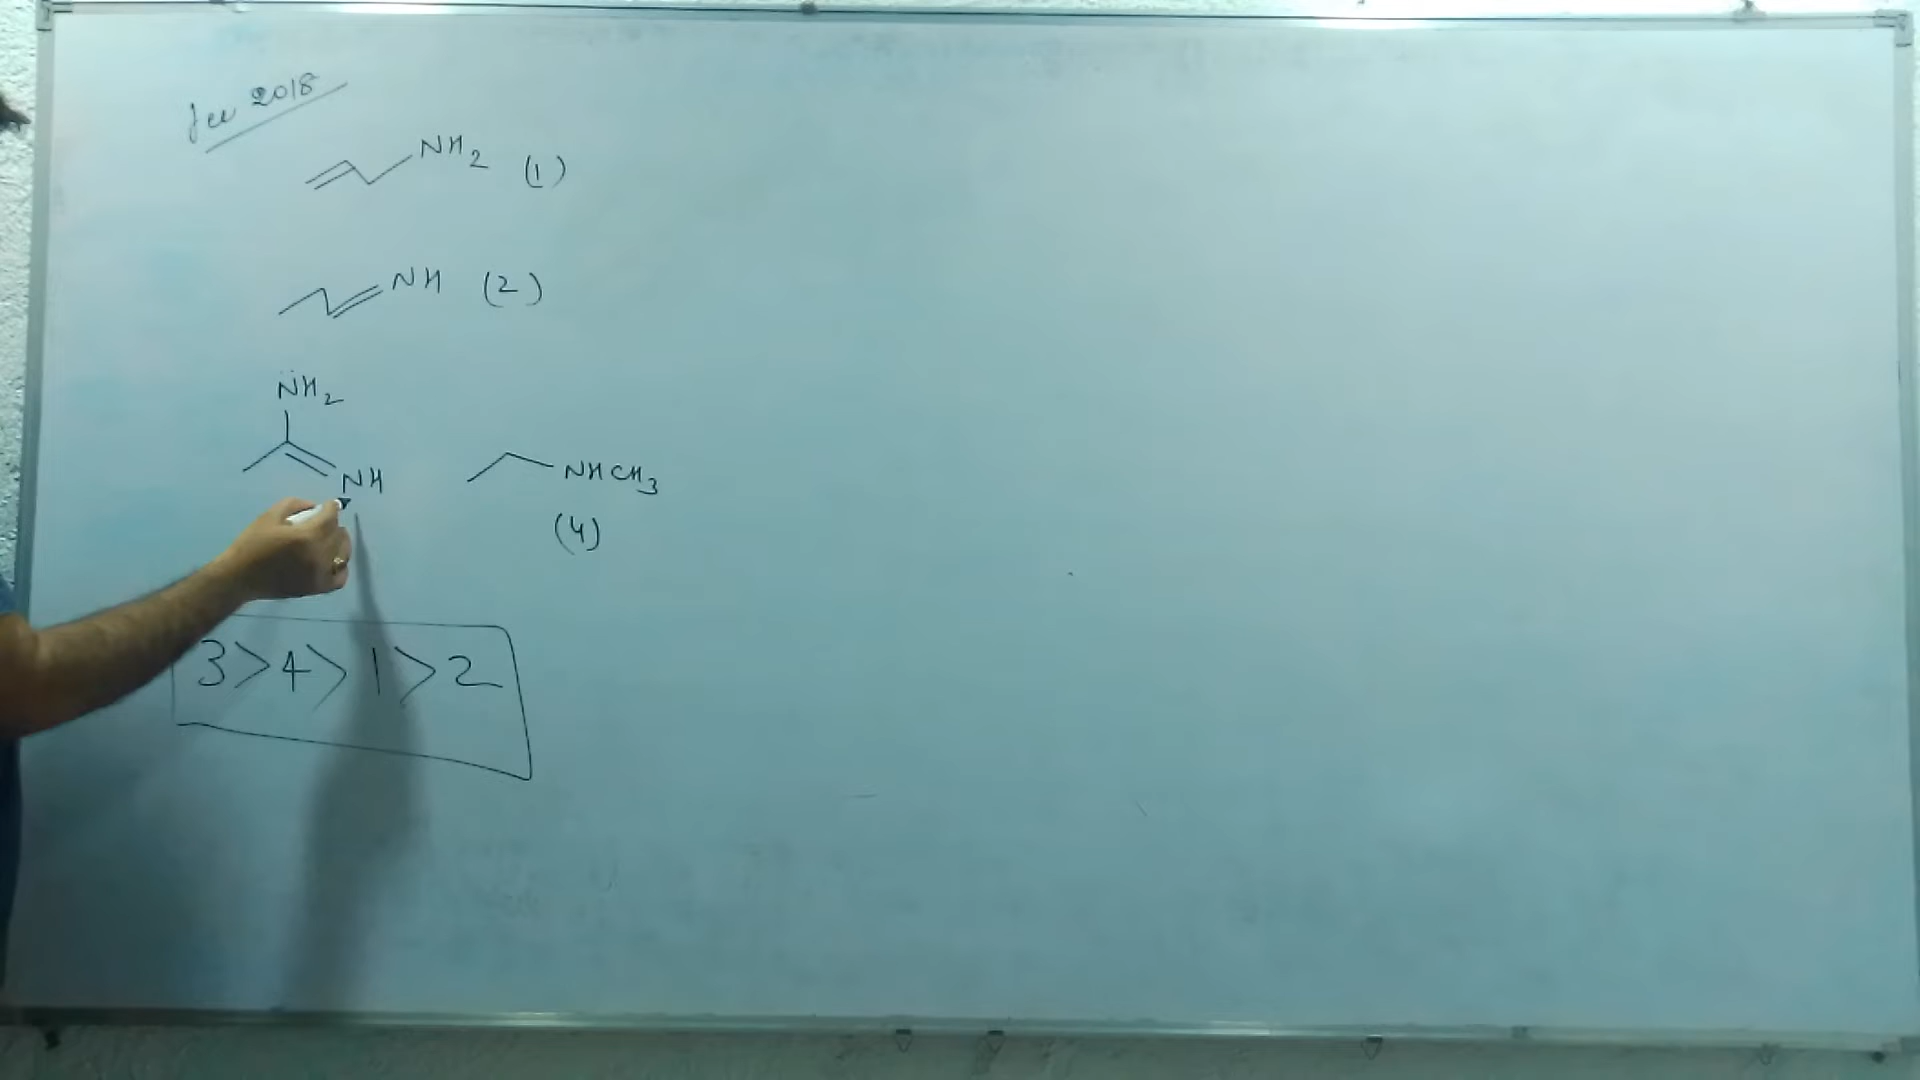 Jee 2018
NH2 (1)
NH (2)
NH2
NH
NHCH3
(4)
3>4>1>2